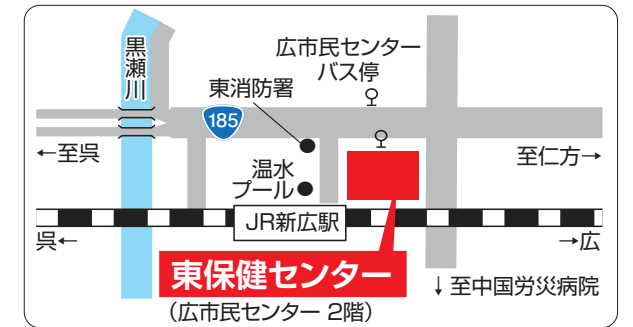 黒瀬川
広市民センター
バス停
東消防署
185
←至呉
至仁方→
温水
プール
JR新広駅
呉←
→広
東保健センター
↓至中国労災病院
(広市民センター 2階)